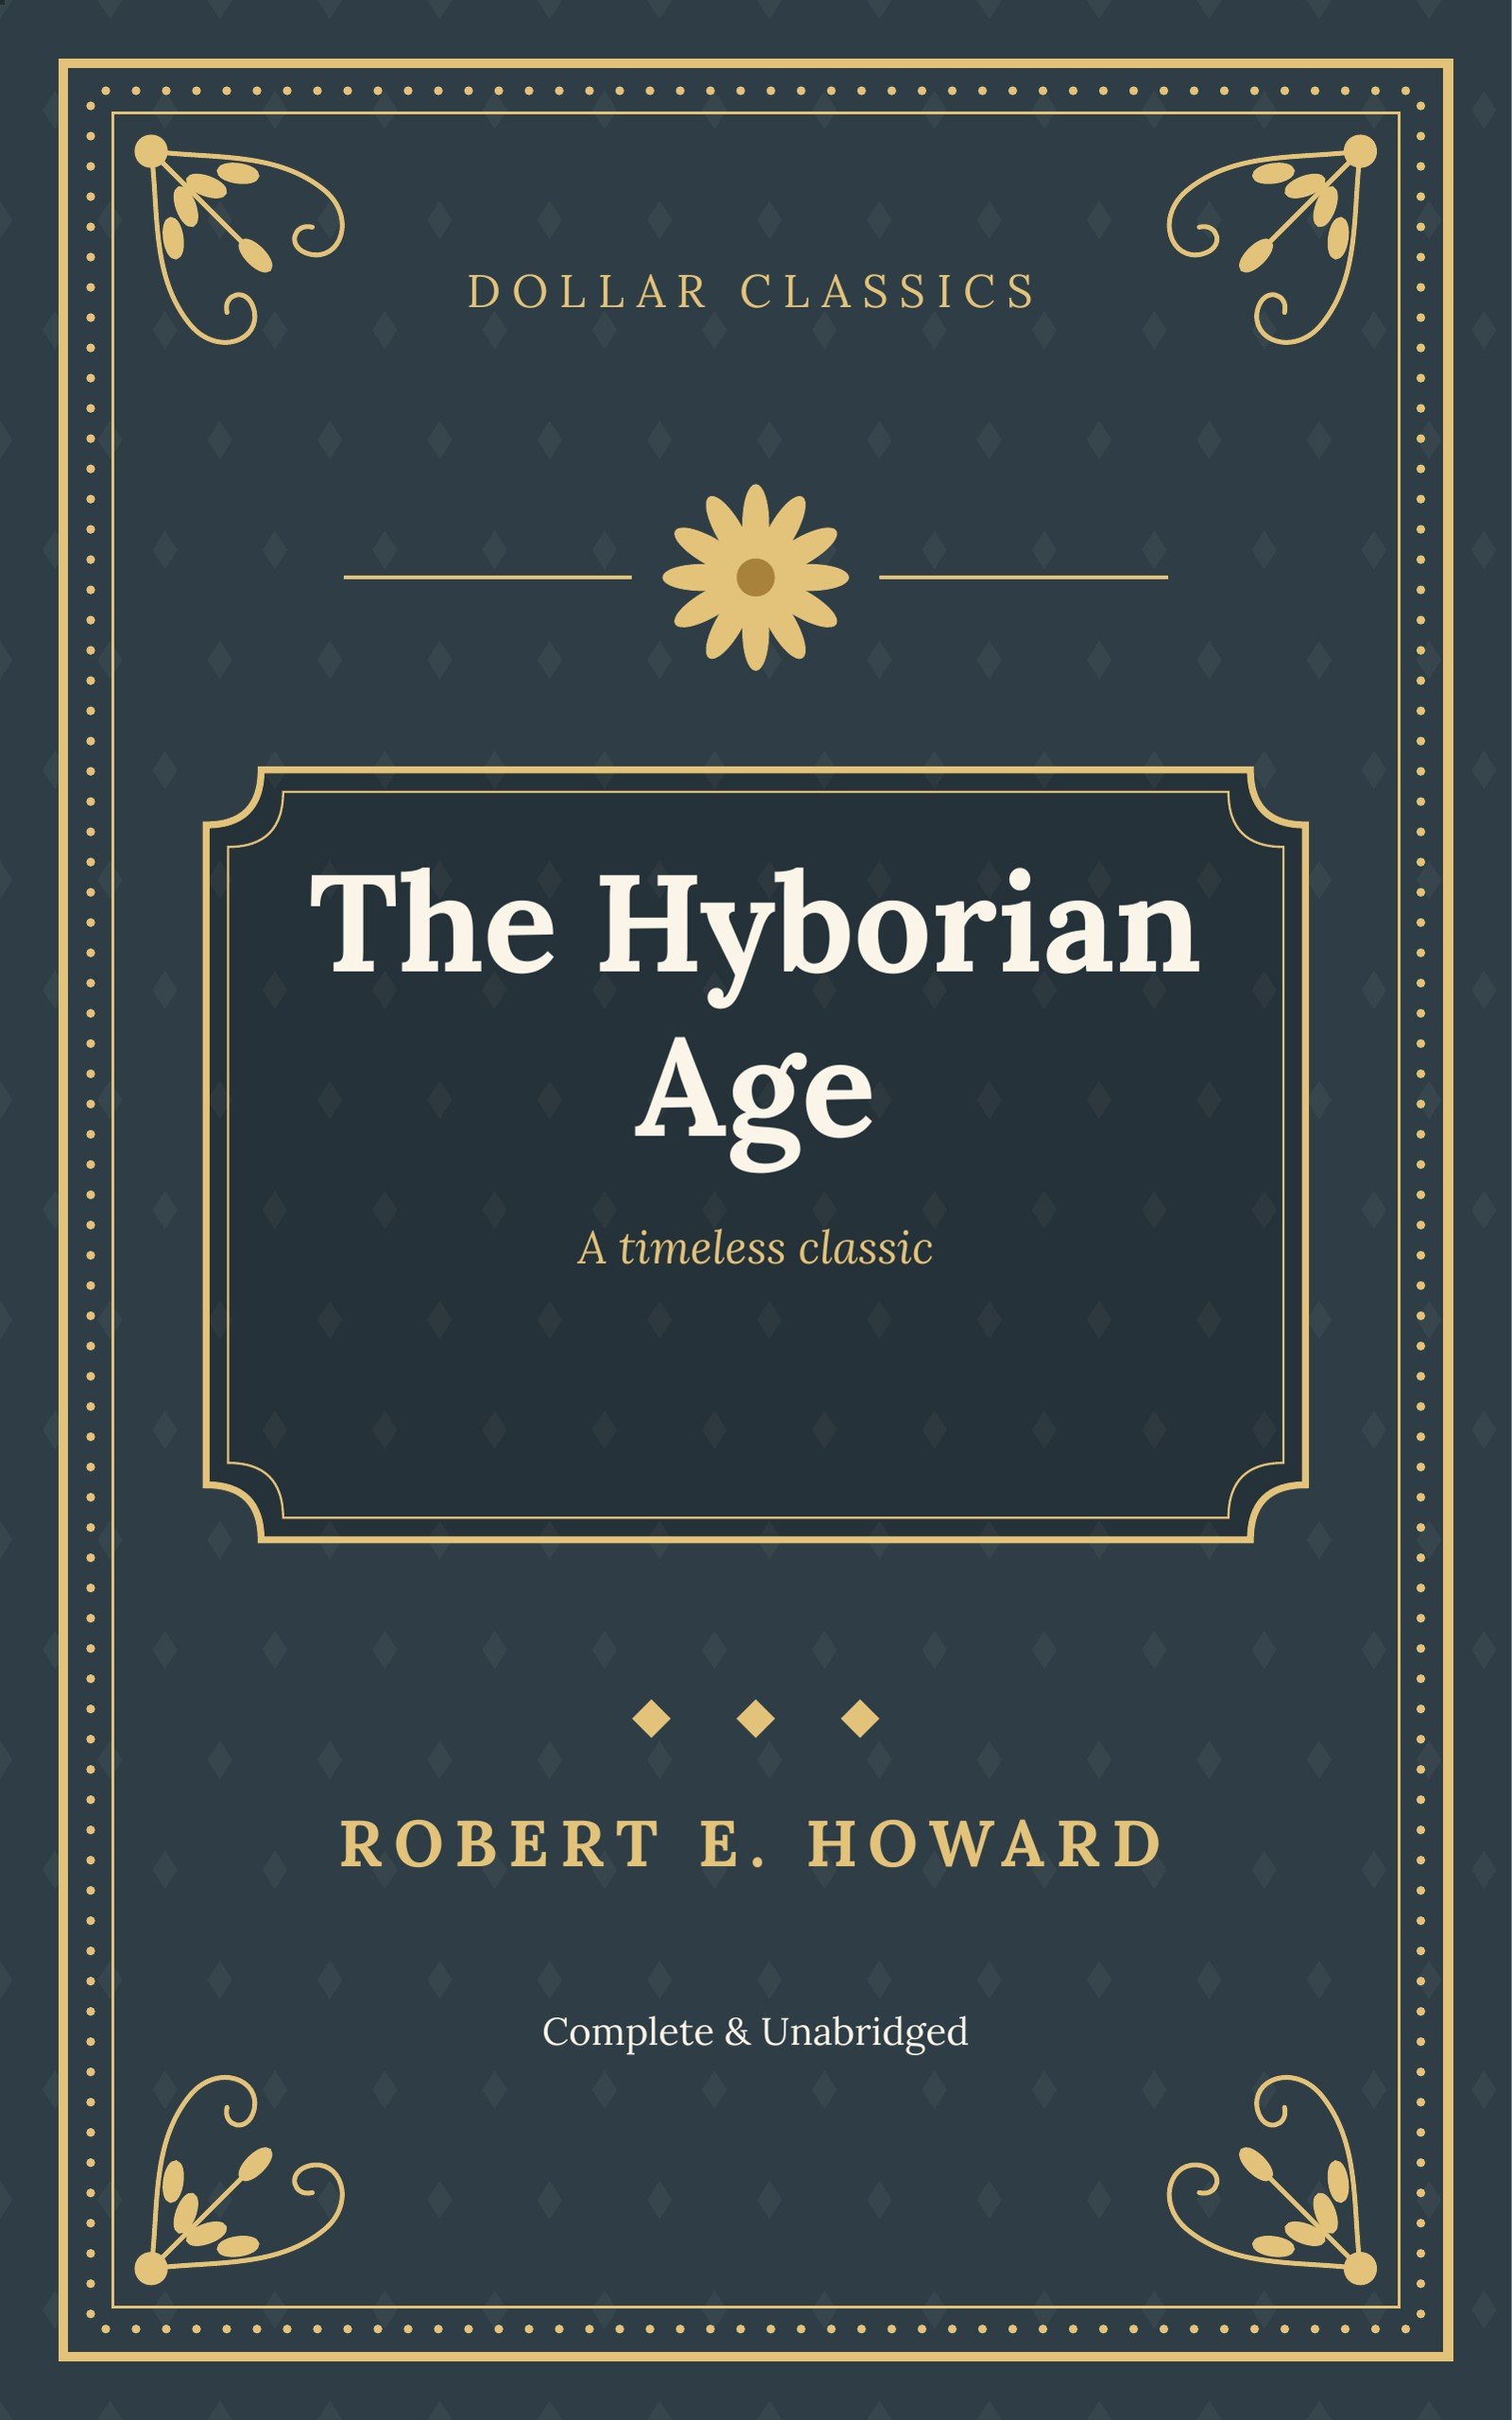 DOLLAR CLASSICS
The Hyborian
Age
A timeless classic
ROBERT E. HOWARD
Complete & Unabridged